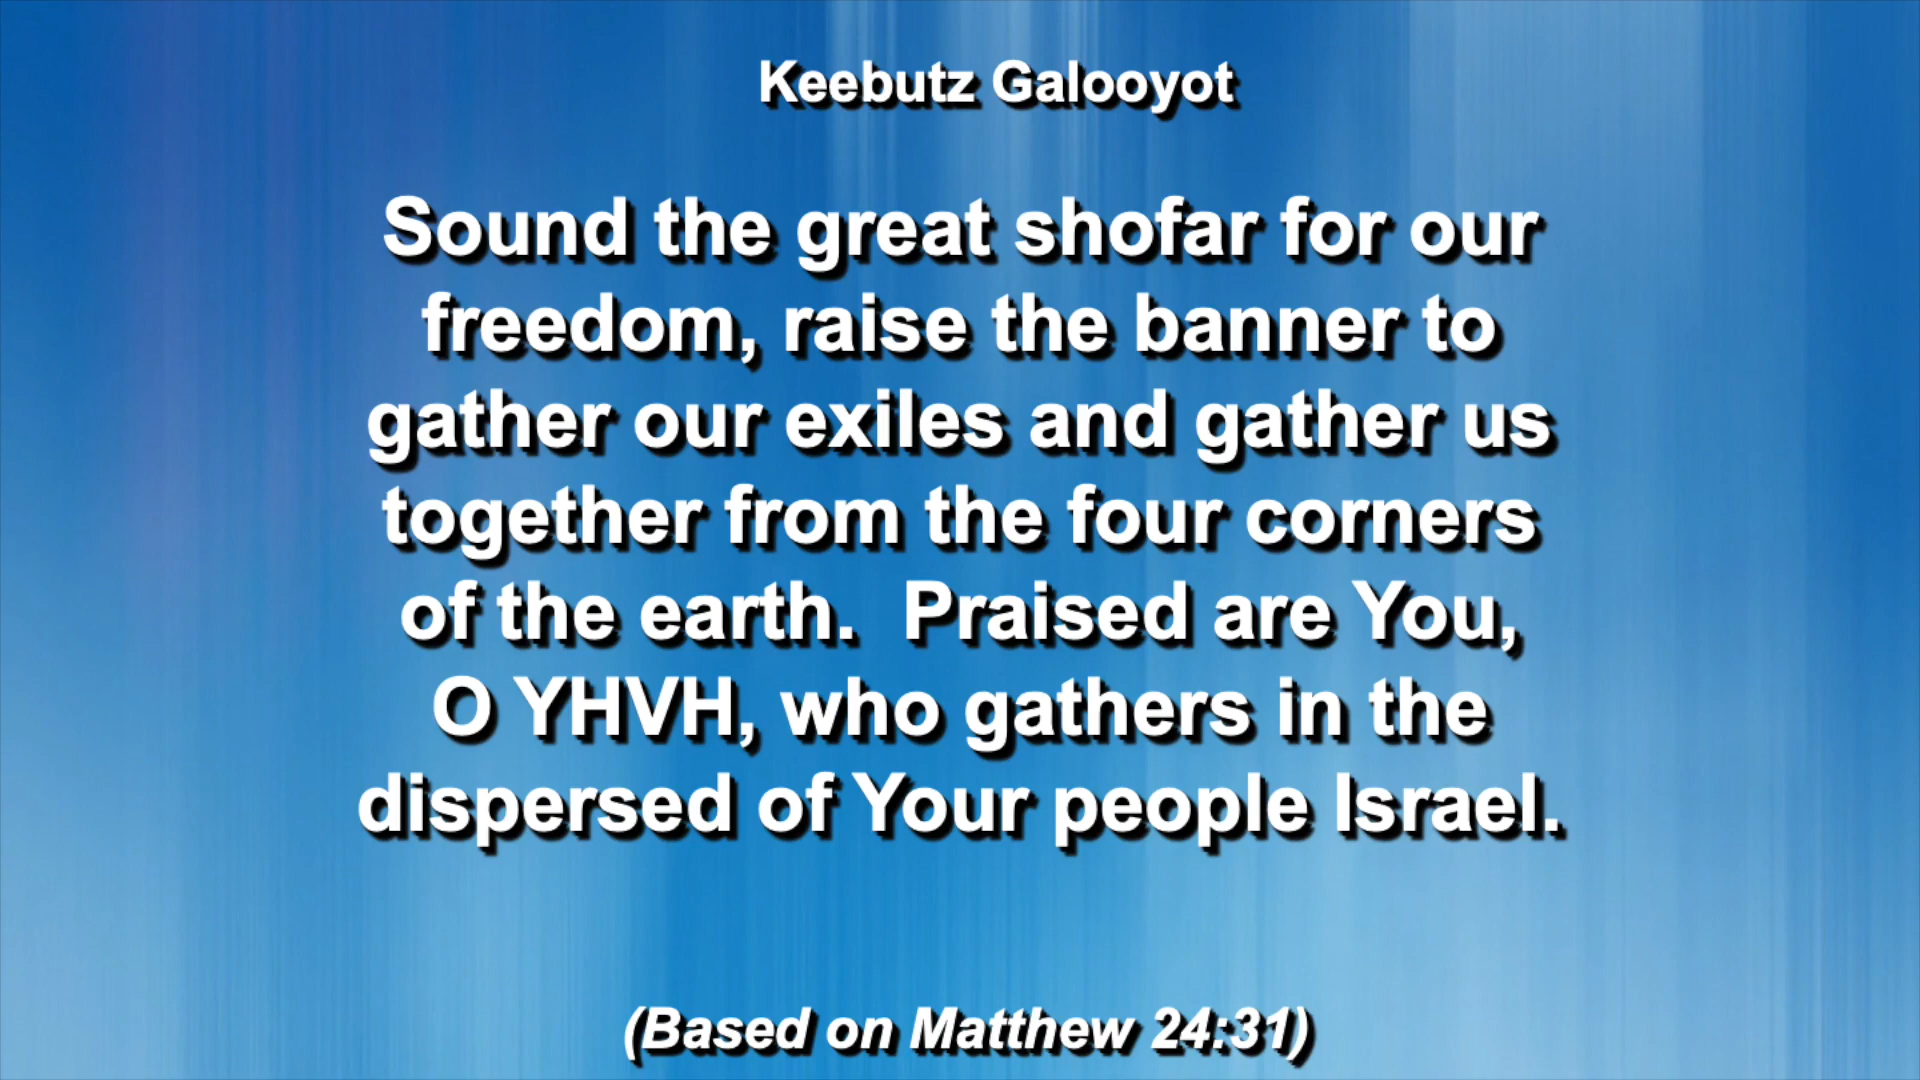 Keebutz Galooyot
Sound the great shofar for our
freedom, raise the banner to
gather our exiles and gather us
together from the four corners
of the earth.  Praised are You,
O YHVH, who gathers in the
dispersed of Your people Israel.
(Based on Matthew 24:31)